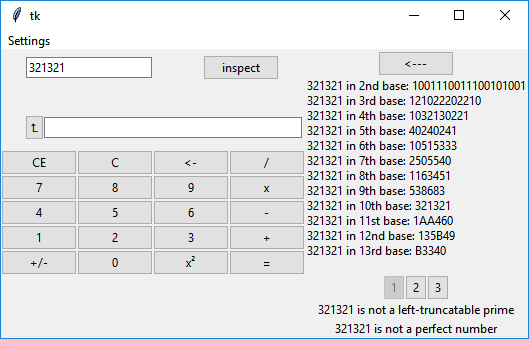 tk
Settings
321321
inspect
<---
t.
CE C <- /
7 8 9 x
4 5 6 -
1 2 3 +
+/- 0 x² =
321321 in 2nd base: 1001110011100101001
321321 in 3rd base: 121022202210
321321 in 4th base: 1032130221
321321 in 5th base: 40240241
321321 in 6th base: 10515333
321321 in 7th base: 2505540
321321 in 8th base: 1163451
321321 in 9th base: 538683
321321 in 10th base: 321321
321321 in 11st base: 1AA460
321321 in 12nd base: 135B49
321321 in 13rd base: B3340
1 2 3
321321 is not a left-truncatable prime
321321 is not a perfect number